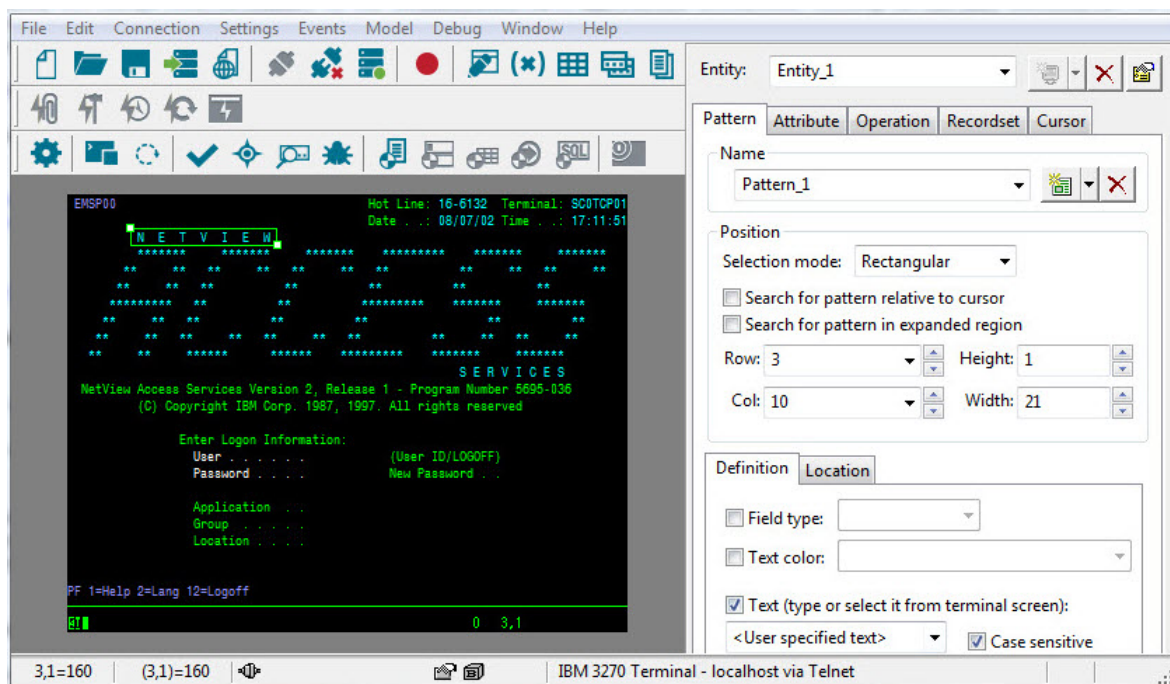 File Edit Connection Settings Events Model Debug Window Help
Entity: Entity_1
Pattern Attribute Operation Recordset Cursor
Name
Pattern_1
Position
Selection mode: Rectangular
Search for pattern relative to cursor
Search for pattern in expanded region
Row: 3 Height: 1
Col: 10 Width: 21
Definition Location
Field type:
Text color:
Text (type or select it from terminal screen):
<User specified text> Case sensitive
SQL
EMSP00 Hot Line: 16-6132 Terminal: SC0TCP01
Date . .: 08/07/02 Time . .: 17:11:51
N E T V I E W
ACCESS
S E R V I C E S
NetView Access Services Version 2, Release 1 - Program Number 5695-036
(C) Copyright IBM Corp. 1987, 1997. All rights reserved
Enter Logon Information:
User . . . . . . (User ID/LOGOFF)
Password . . . . New Password . .
Application . .
Group . . . . .
Location . . . .
PF 1=Help 2=Lang 12=Logoff
0 3,1
3,1=160 (3,1)=160 IBM 3270 Terminal - localhost via Telnet